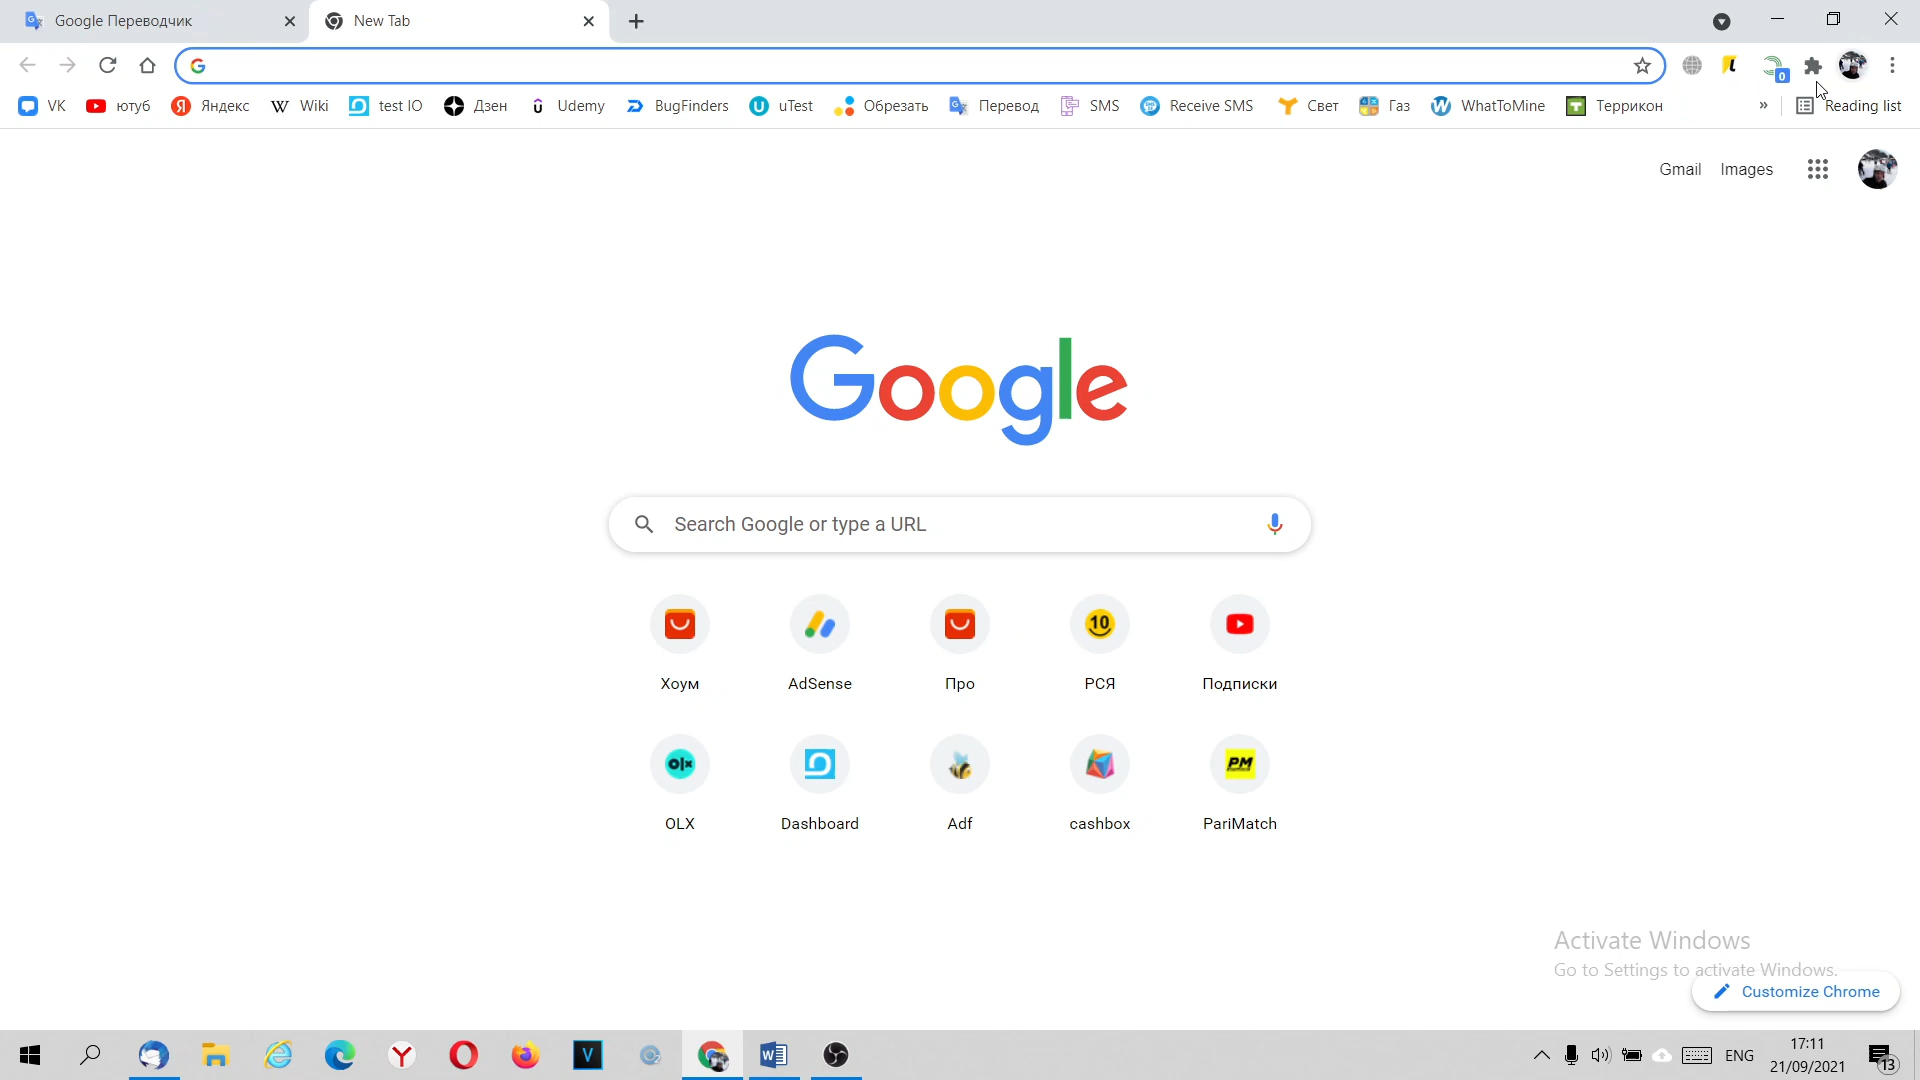 Google Переводчик
New Tab
VK
ютуб
Яндекс
Wiki
test IO
Дзен
Udemy
BugFinders
uTest
Обрезать
Перевод
SMS
Receive SMS
Свет
Газ
WhatToMine
Террикон
»
Reading list
Gmail
Images
Google
Search Google or type a URL
Хоум
AdSense
Про
РСЯ
Подписки
OLX
Dashboard
Adf
cashbox
PariMatch
Activate Windows
Go to Settings to activate Windows.
Customize Chrome
ENG
17:11
21/09/2021
13